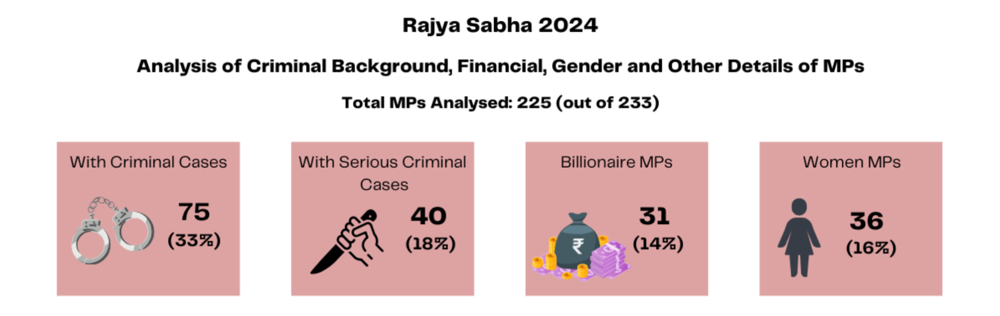 Rajya Sabha 2024
Analysis of Criminal Background, Financial, Gender and Other Details of MPs
Total MPs Analysed: 225 (out of 233)
With Criminal Cases
75
(33%)
With Serious Criminal
Cases
40
(18%)
Billionaire MPs
₹
31
(14%)
Women MPs
36
(16%)